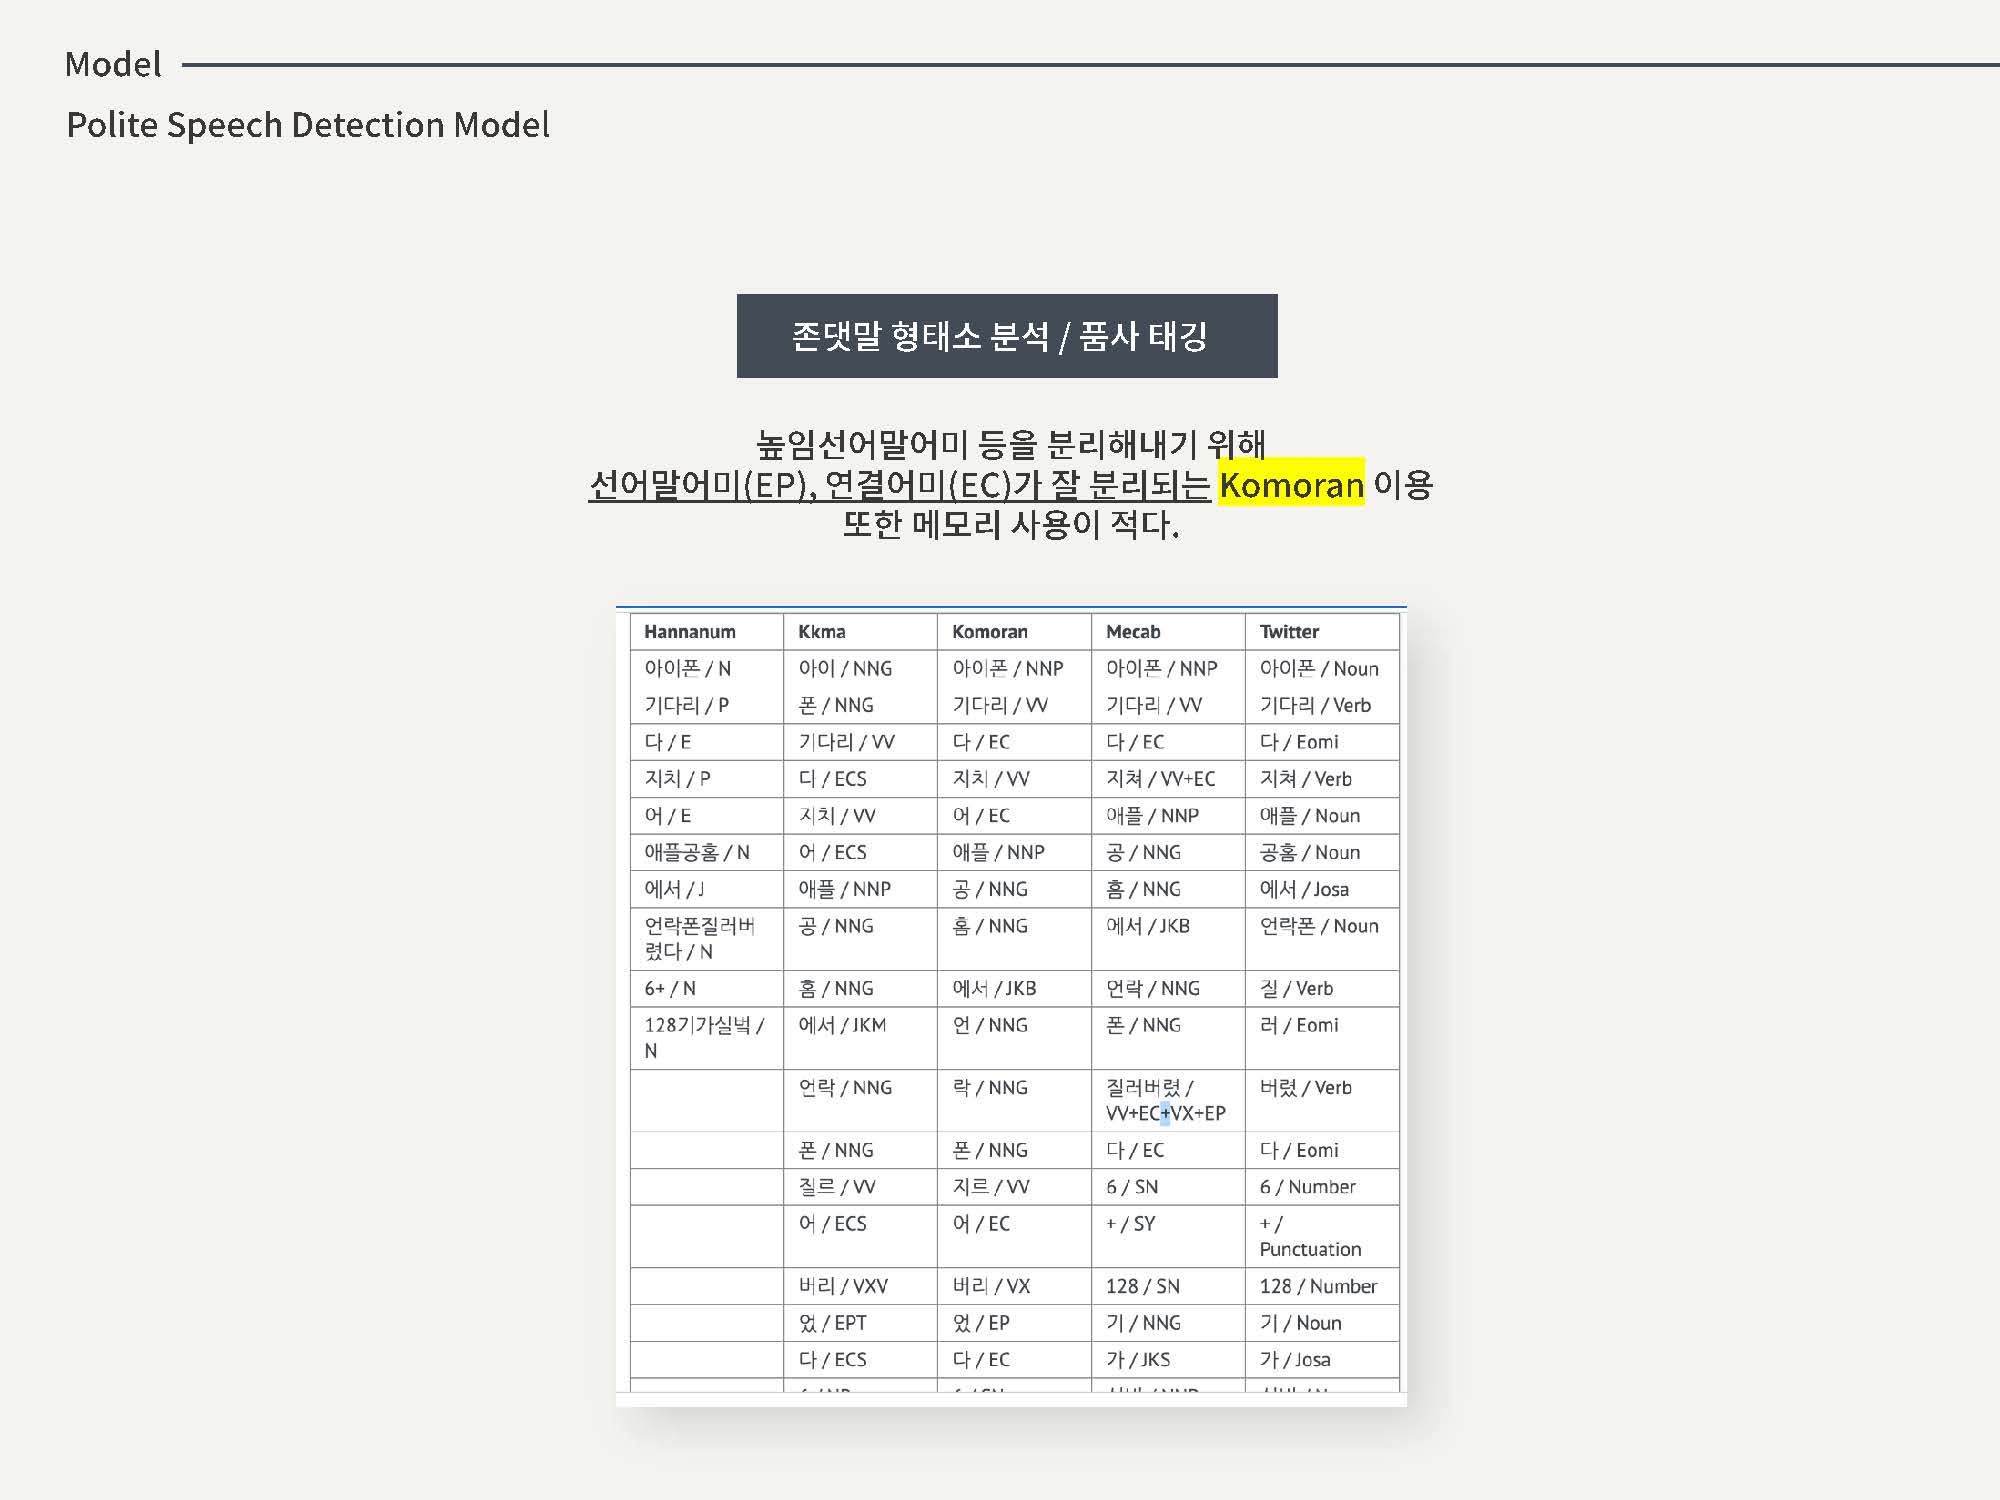 Model
Polite Speech Detection Model
존댓말 형태소 분석 / 품사 태깅
높임선어말어미 등을 분리해내기 위해
선어말어미(EP), 연결어미(EC)가 잘 분리되는 Komoran 이용
또한 메모리 사용이 적다.
Hannanum Kkma Komoran Mecab Twitter
아이폰 / N 아이 / NNG 아이폰 / NNP 아이폰 / NNP 아이폰 / Noun
기다리 / P 폰 / NNG 기다리 / VV 기다리 / VV 기다리 / Verb
다 / E 기다리 / VV 다 / EC 다 / EC 다 / Eomi
지치 / P 다 / ECS 지치 / VV 지쳐 / VV+EC 지쳐 / Verb
어 / E 지치 / VV 어 / EC 애플 / NNP 애플 / Noun
애플공홈 / N 어 / ECS 애플 / NNP 공 / NNG 공홈 / Noun
에서 / J 애플 / NNP 공 / NNG 홈 / NNG 에서 / Josa
언락폰질러버 공 / NNG 홈 / NNG 에서 / JKB 언락폰 / Noun
렸다 / N
6+ / N 홈 / NNG 에서 / JKB 언락 / NNG 질 / Verb
128기가실벜 / 에서 / JKM 언 / NNG 폰 / NNG 러 / Eomi
N
언락 / NNG 락 / NNG 질러버렸 / 버렸 / Verb
VV+EC+VX+EP
폰 / NNG 폰 / NNG 다 / EC 다 / Eomi
질르 / VV 지르 / VV 6 / SN 6 / Number
어 / ECS 어 / EC + / SY + /
Punctuation
버리 / VXV 버리 / VX 128 / SN 128 / Number
었 / EPT 었 / EP 기 / NNG 기 / Noun
다 / ECS 다 / EC 가 / JKS 가 / Josa